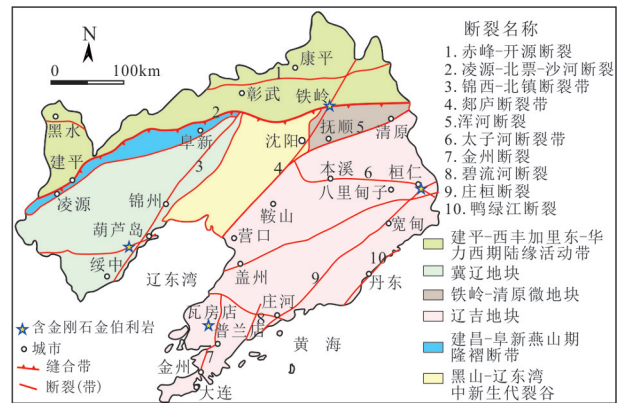 断裂名称
1. 赤峰-开源断裂
2. 凌源-北票-沙河断裂
3. 锦西-北镇断裂带
4. 郯庐断裂带
5. 浑河断裂
6. 太子河断裂带
7. 金州断裂
8. 碧流河断裂
9. 庄桓断裂
10. 鸭绿江断裂
建平-西丰加里东-华
力西期陆缘活动带
冀辽地块
铁岭-清原微地块
辽吉地块
建昌-阜新燕山期
隆褶断带
黑山-辽东湾
中新生代裂谷
N
0 100km
康平
1
彰武
铁岭
2
黑水
阜新
沈阳
抚顺
5
清原
建平
3
4
本溪
6
桓仁
八里甸子
凌源
锦州
鞍山
宽甸
葫芦岛
营口
绥中
辽东湾
盖州
9
10
丹东
瓦房店
庄河
8
普兰店
黄 海
金州
7
大连
含金刚石金伯利岩
城市
缝合带
断裂(带)